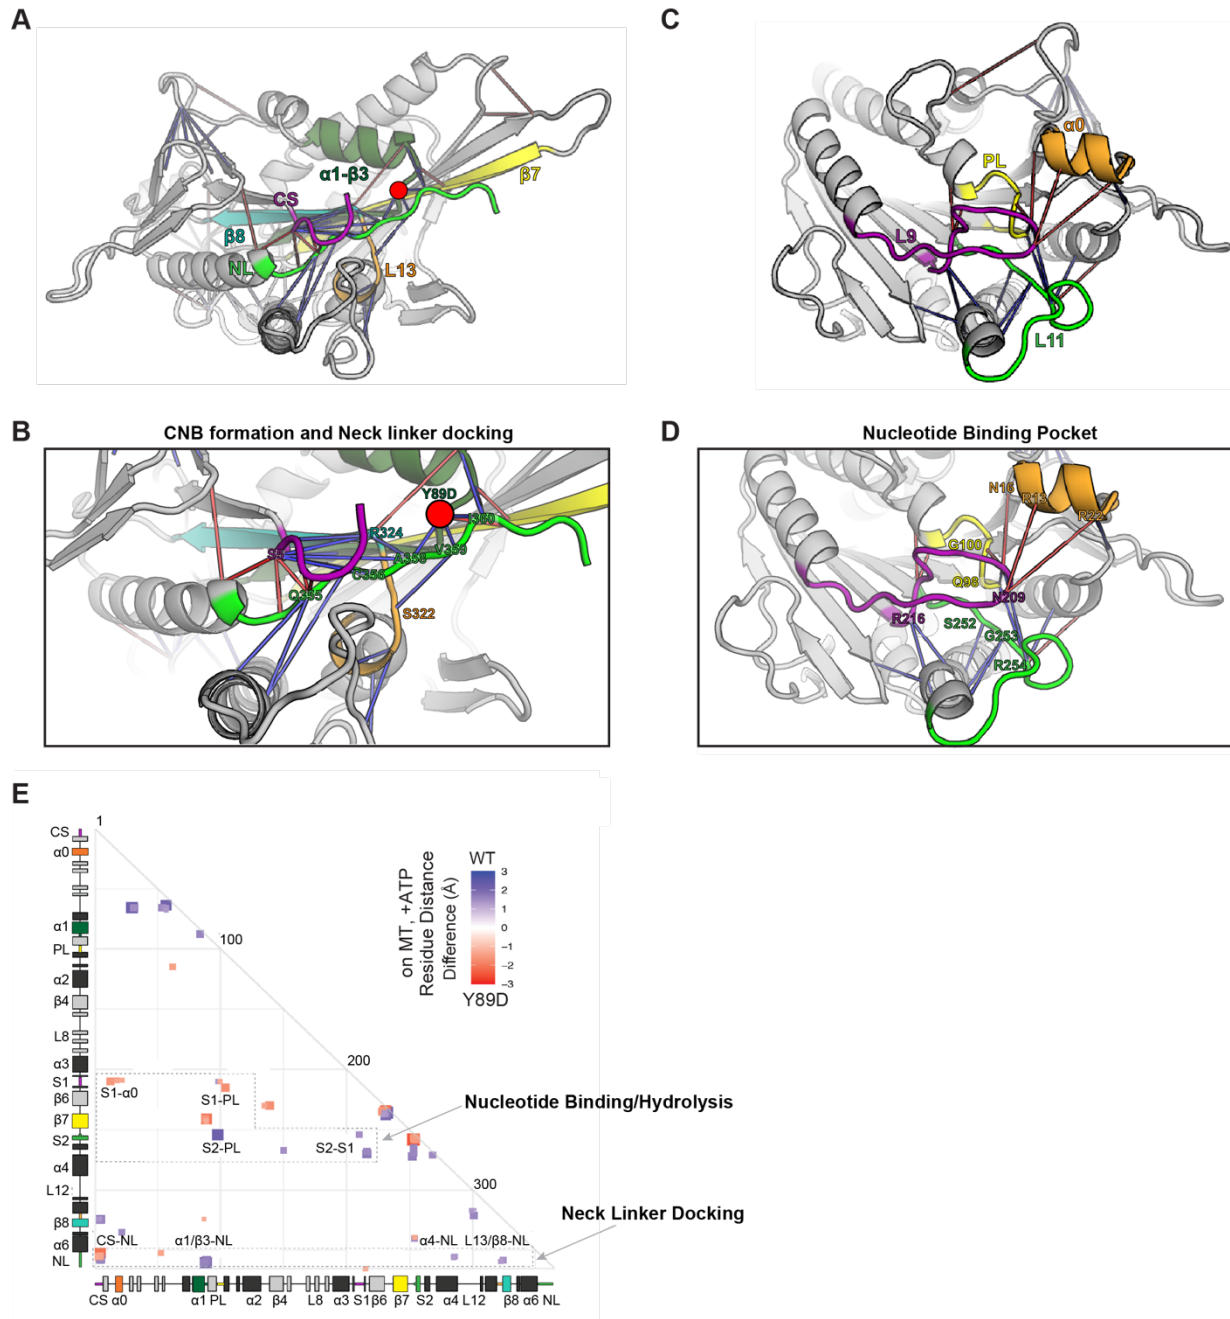 A
α1-β3
β7
CS
β8
NL
L13
C
α0
PL
L9
L11
B
CNB formation and Neck linker docking
Y89D
I360
R324
V359
A358
G356
Q355
S322
D
Nucleotide Binding Pocket
N16
R13
R22
G100
Q98
N209
R216
S252
G253
R254
E
1
100
200
300
CS
α0
α1
PL
α2
β4
L8
α3
S1
β6
β7
S2
α4
L12
β8
α6
NL
on MT, +ATP
Residue Distance
Difference (Å)
WT
3
2
1
0
−1
−2
−3
Y89D
S1-α0
S1-PL
S2-PL
S2-S1
Nucleotide Binding/Hydrolysis
Neck Linker Docking
CS-NL
α1/β3-NL
α4-NL
L13/β8-NL
CS α0 α1 PL α2 β4 L8 α3 S1 β6 β7 S2 α4 L12 β8 α6 NL